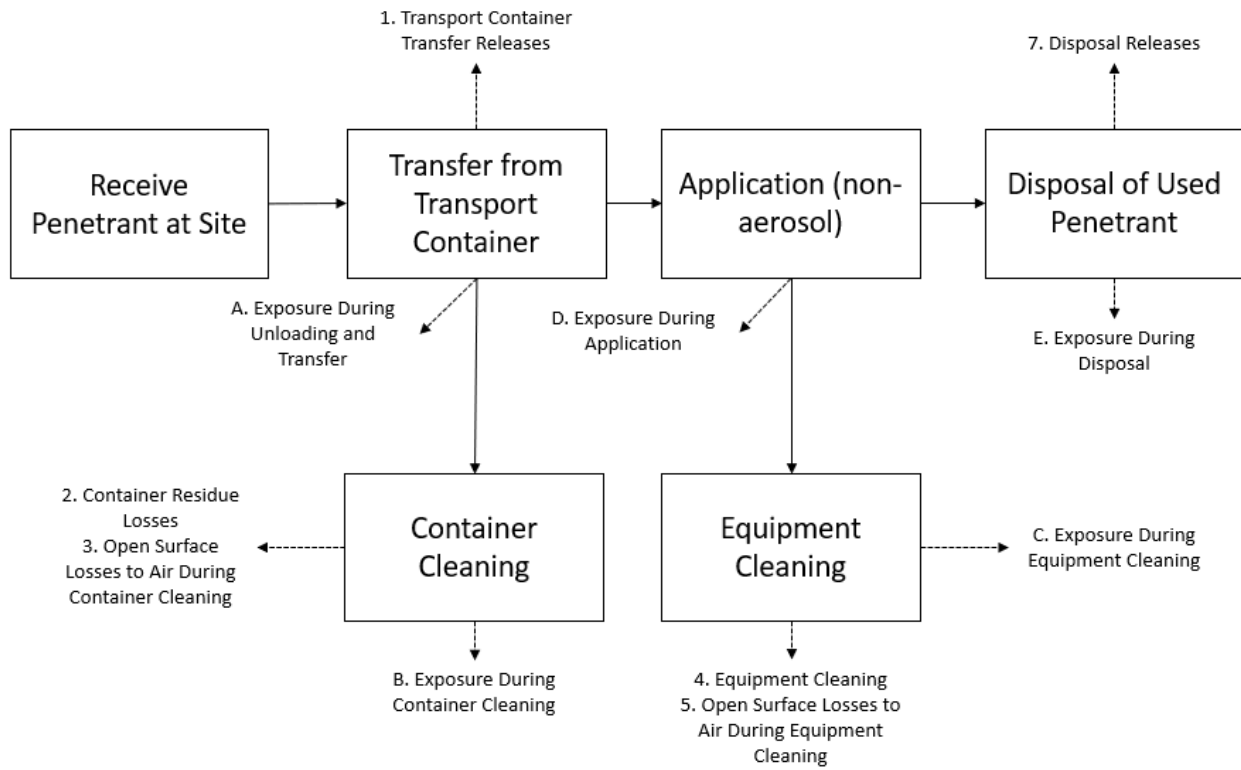 1. Transport Container
Transfer Releases
7. Disposal Releases
Receive
Penetrant at Site
Transfer from
Transport
Container
Application (non-
aerosol)
Disposal of Used
Penetrant
A. Exposure During
Unloading and
Transfer
D. Exposure During
Application
E. Exposure During
Disposal
2. Container Residue
Losses
3. Open Surface
Losses to Air During
Container Cleaning
Container
Cleaning
Equipment
Cleaning
C. Exposure During
Equipment Cleaning
B. Exposure During
Container Cleaning
4. Equipment Cleaning
5. Open Surface Losses to
Air During Equipment
Cleaning